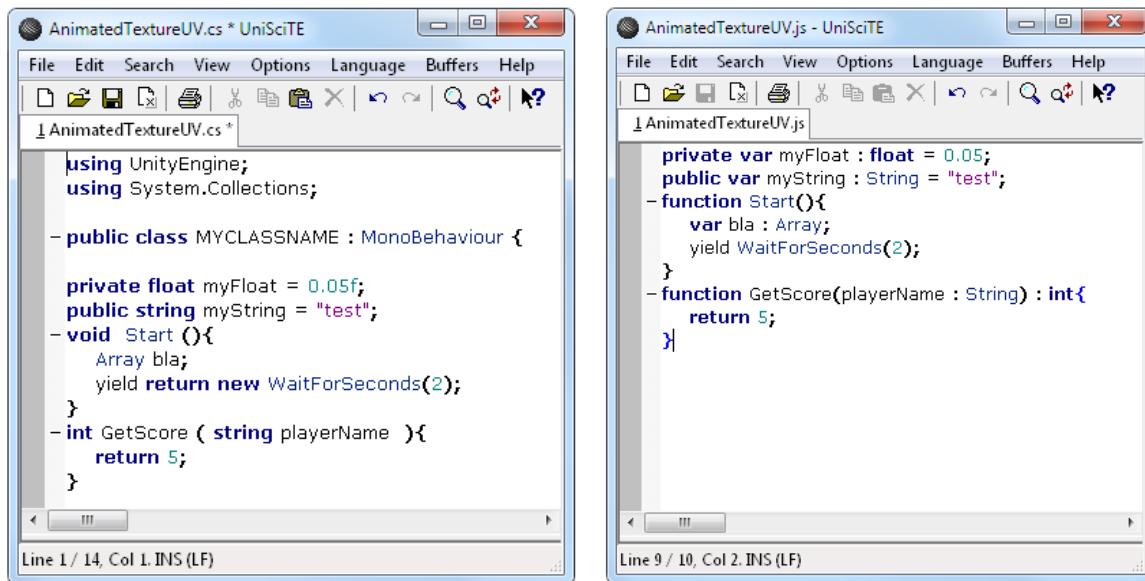 AnimatedTextureUV.cs * UniSciTE
File Edit Search View Options Language Buffers Help
1 AnimatedTextureUV.cs *
using UnityEngine;
using System.Collections;
public class MYCLASSNAME : MonoBehaviour {
private float myFloat = 0.05f;
public string myString = "test";
void  Start (){
Array bla;
yield return new WaitForSeconds(2);
}
int GetScore ( string playerName  ){
return 5;
}
Line 1 / 14, Col 1. INS (LF)
AnimatedTextureUV.js - UniSciTE
File Edit Search View Options Language Buffers Help
1 AnimatedTextureUV.js
private var myFloat : float = 0.05;
public var myString : String = "test";
function Start(){
var bla : Array;
yield WaitForSeconds(2);
}
function GetScore(playerName : String) : int{
return 5;
}
Line 9 / 10, Col 2. INS (LF)